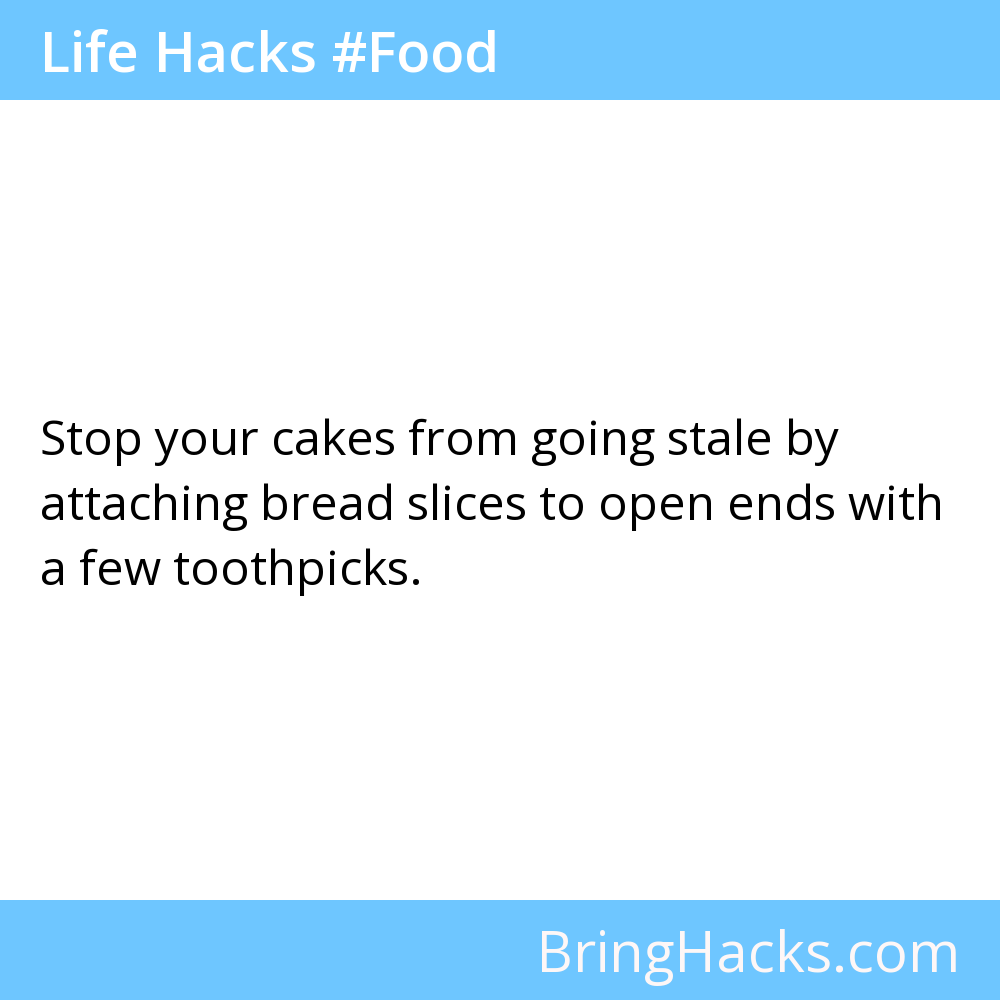 Life Hacks #Food
Stop your cakes from going stale by
attaching bread slices to open ends with
a few toothpicks.
BringHacks.com